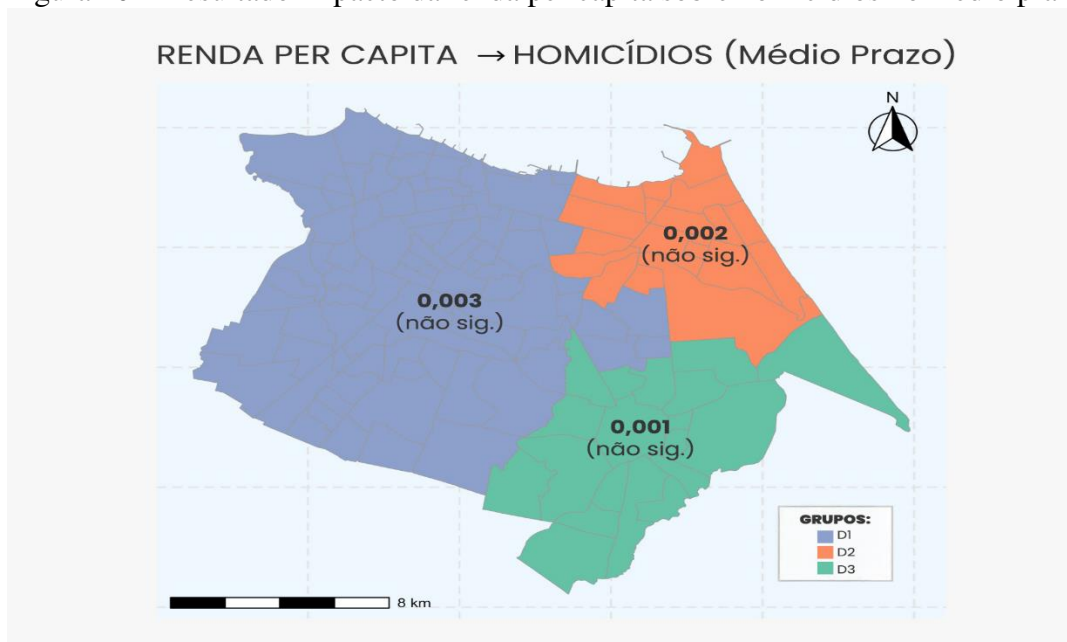 RENDA PER CAPITA → HOMICÍDIOS (Médio Prazo)
N
0,002
(não sig.)
0,003
(não sig.)
0,001
(não sig.)
GRUPOS:
D1
D2
D3
8 km